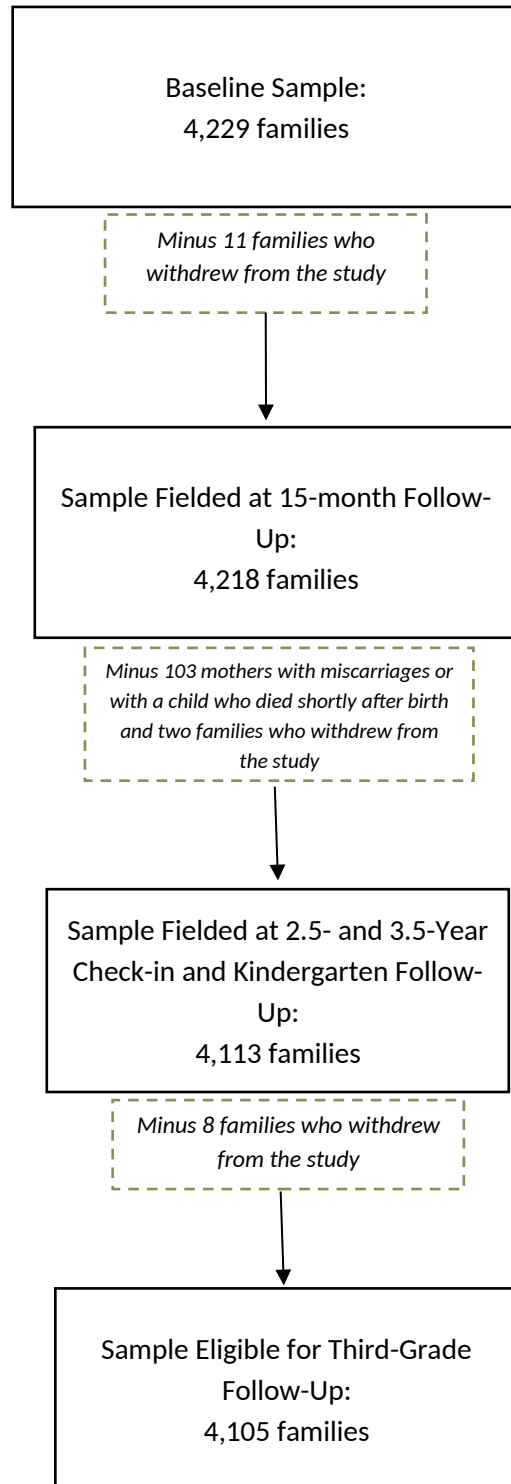 Baseline Sample:
4,229 families
Minus 11 families who
withdrew from the study
Sample Fielded at 15-month Follow-
Up:
4,218 families
Minus 103 mothers with miscarriages or
with a child who died shortly after birth
and two families who withdrew from
the study
Sample Fielded at 2.5- and 3.5-Year
Check-in and Kindergarten Follow-
Up:
4,113 families
Minus 8 families who withdrew
from the study
Sample Eligible for Third-Grade
Follow-Up:
4,105 families